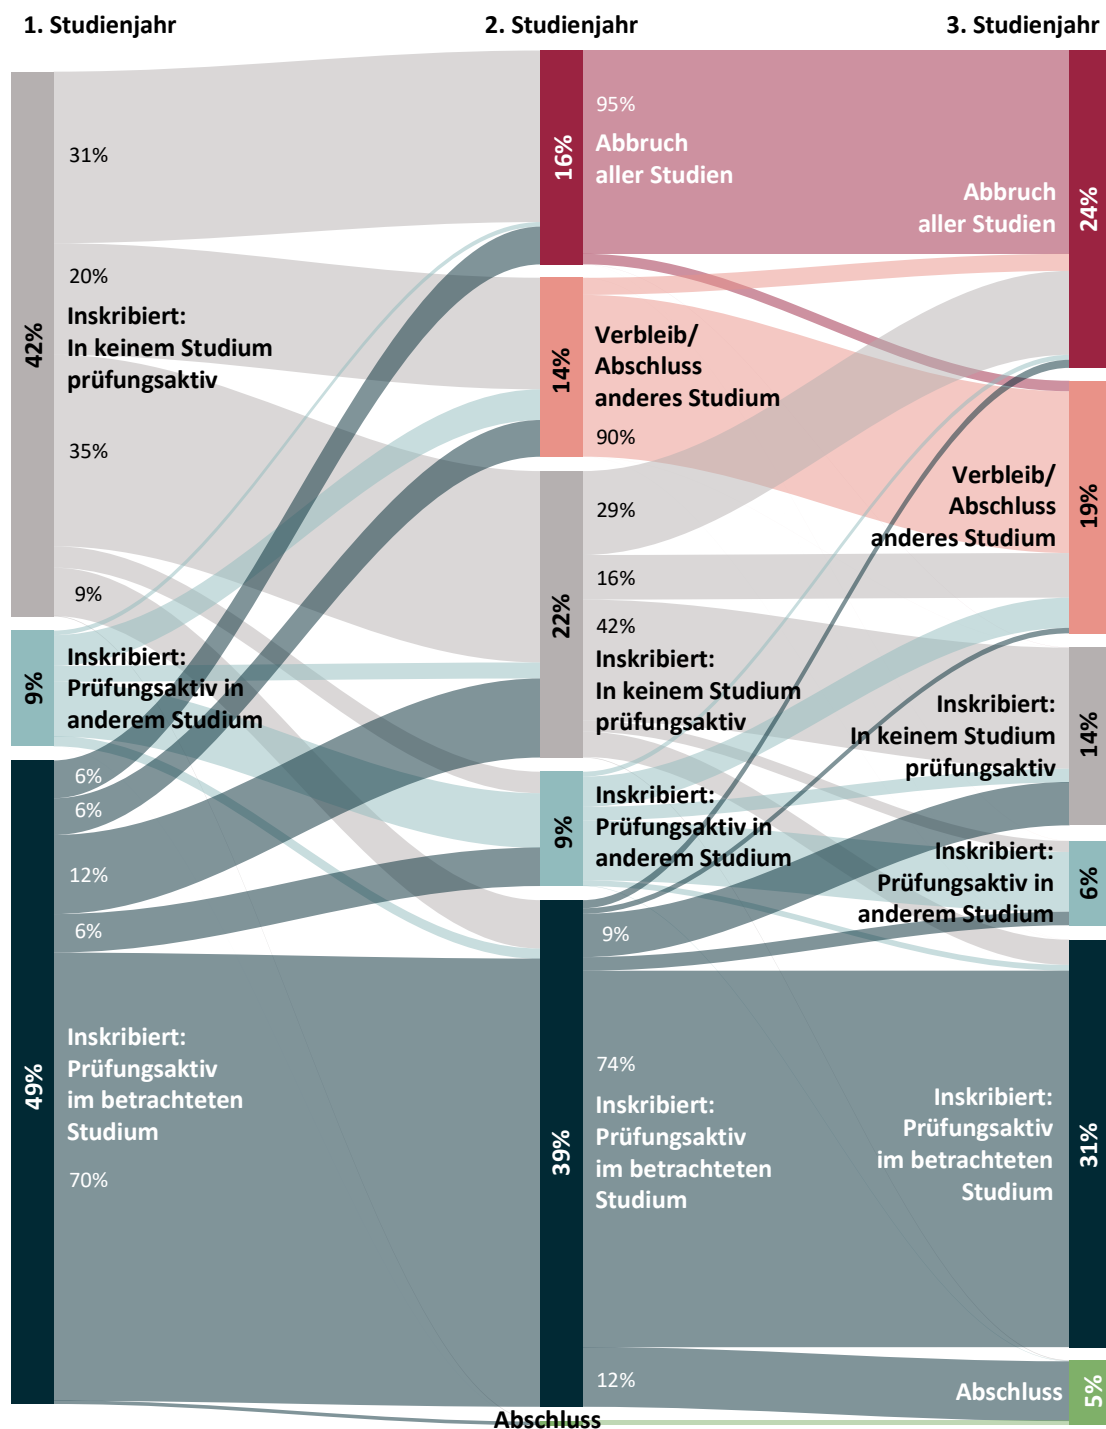 1. Studienjahr
2. Studienjahr
3. Studienjahr
42%
31%
20%
Inskribiert:
In keinem Studium
prüfungsaktiv
35%
9%
9%
Inskribiert:
Prüfungsaktiv in
anderem Studium
49%
6%
6%
12%
6%
Inskribiert:
Prüfungsaktiv
im betrachteten
Studium
70%
16%
95%
Abbruch
aller Studien
14%
Verbleib/
Abschluss
anderes Studium
90%
22%
29%
16%
42%
Inskribiert:
In keinem Studium
prüfungsaktiv
9%
Inskribiert:
Prüfungsaktiv in
anderem Studium
39%
9%
74%
Inskribiert:
Prüfungsaktiv
im betrachteten
Studium
12%
Abschluss
Abbruch
aller Studien
24%
Verbleib/
Abschluss
anderes Studium
19%
Inskribiert:
In keinem Studium
prüfungsaktiv
14%
Inskribiert:
Prüfungsaktiv in
anderem Studium
6%
Inskribiert:
Prüfungsaktiv
im betrachteten
Studium
31%
Abschluss
5%